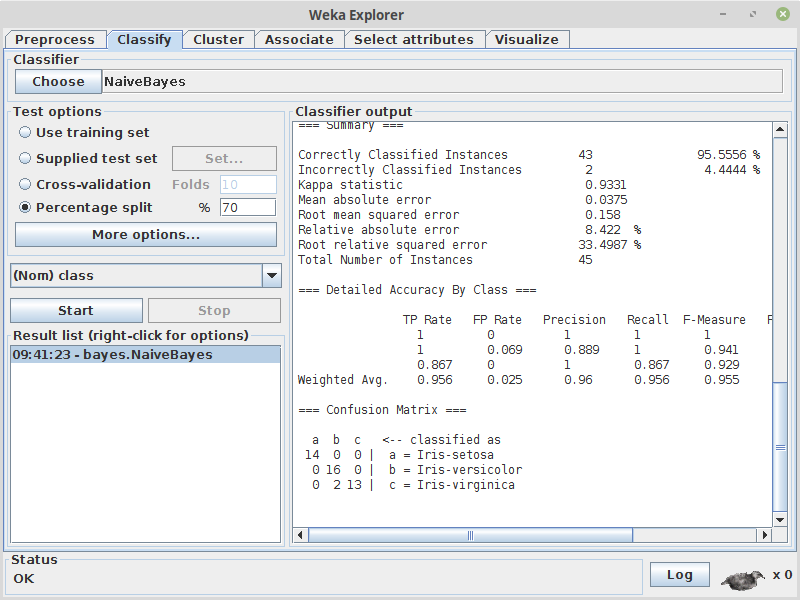 Weka Explorer
Preprocess Classify Cluster Associate Select attributes Visualize
Classifier
Choose NaiveBayes
Test options
Use training set
Supplied test set Set...
Cross-validation Folds 10
Percentage split % 70
More options...
(Nom) class
Start Stop
Result list (right-click for options)
09:41:23 - bayes.NaiveBayes
Classifier output
=== Summary ===
Correctly Classified Instances 43 95.5556 %
Incorrectly Classified Instances 2 4.4444 %
Kappa statistic 0.9331
Mean absolute error 0.0375
Root mean squared error 0.158
Relative absolute error 8.422 %
Root relative squared error 33.4987 %
Total Number of Instances 45
=== Detailed Accuracy By Class ===
TP Rate FP Rate Precision Recall F-Measure
1 0 1 1 1
1 0.069 0.889 1 0.941
0.867 0 1 0.867 0.929
Weighted Avg. 0.956 0.025 0.96 0.956 0.955
=== Confusion Matrix ===
a b c <-- classified as
14 0 0 | a = Iris-setosa
0 16 0 | b = Iris-versicolor
0 2 13 | c = Iris-virginica
Status
OK
Log x 0